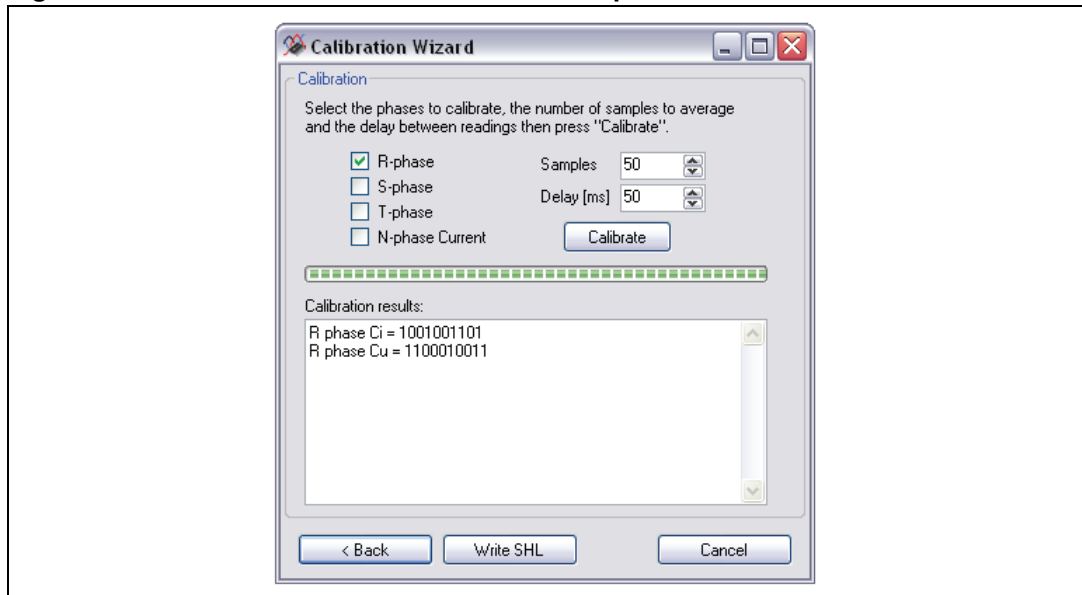 Calibration Wizard
Calibration
Select the phases to calibrate, the number of samples to average
and the delay between readings then press "Calibrate".
R-phase
Samples 50
S-phase
Delay [ms] 50
T-phase
N-phase Current
Calibrate
Calibration results:
R phase Ci = 1001001101
R phase Cu = 1100010011
< Back
Write SHL
Cancel